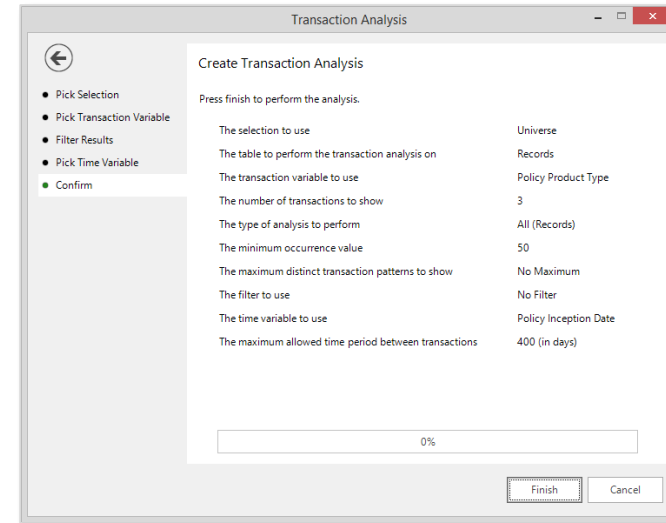 Transaction Analysis
Create Transaction Analysis
Pick Selection
Pick Transaction Variable
Filter Results
Pick Time Variable
Confirm
Press finish to perform the analysis.
The selection to use Universe
The table to perform the transaction analysis on Records
The transaction variable to use Policy Product Type
The number of transactions to show 3
The type of analysis to perform All (Records)
The minimum occurrence value 50
The maximum distinct transaction patterns to show No Maximum
The filter to use No Filter
The time variable to use Policy Inception Date
The maximum allowed time period between transactions 400 (in days)
0%
Finish Cancel